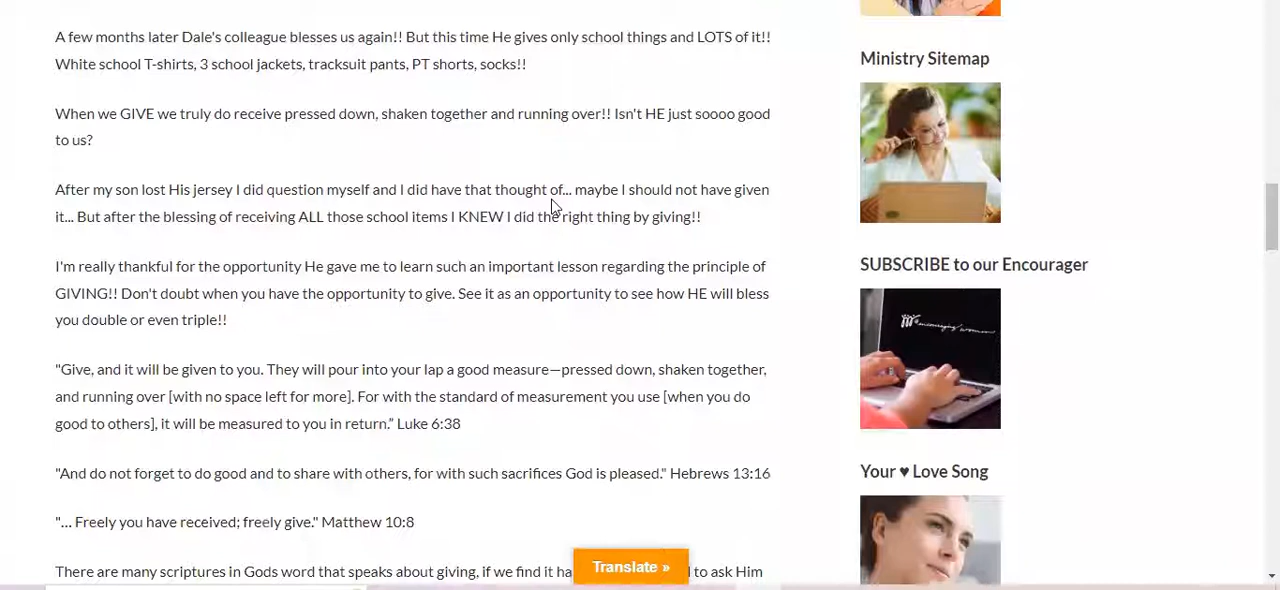 A few months later Dale's colleague blesses us again!! But this time He gives only school things and LOTS of it!!
White school T-shirts, 3 school jackets, tracksuit pants, PT shorts, socks!!
When we GIVE we truly do receive pressed down, shaken together and running over!! Isn't HE just soooo good
to us?
After my son lost His jersey I did question myself and I did have that thought of... maybe I should not have given
it... But after the blessing of receiving ALL those school items I KNEW I did the right thing by giving!!
I'm really thankful for the opportunity He gave me to learn such an important lesson regarding the principle of
GIVING!! Don't doubt when you have the opportunity to give. See it as an opportunity to see how HE will bless
you double or even triple!!
"Give, and it will be given to you. They will pour into your lap a good measure—pressed down, shaken together,
and running over [with no space left for more]. For with the standard of measurement you use [when you do
good to others], it will be measured to you in return.” Luke 6:38
"And do not forget to do good and to share with others, for with such sacrifices God is pleased." Hebrews 13:16
"... Freely you have received; freely give." Matthew 10:8
There are many scriptures in Gods word that speaks about giving, if we find it to ask Him
Translate »
Ministry Sitemap
SUBSCRIBE to our Encourager
Your ♥ Love Song